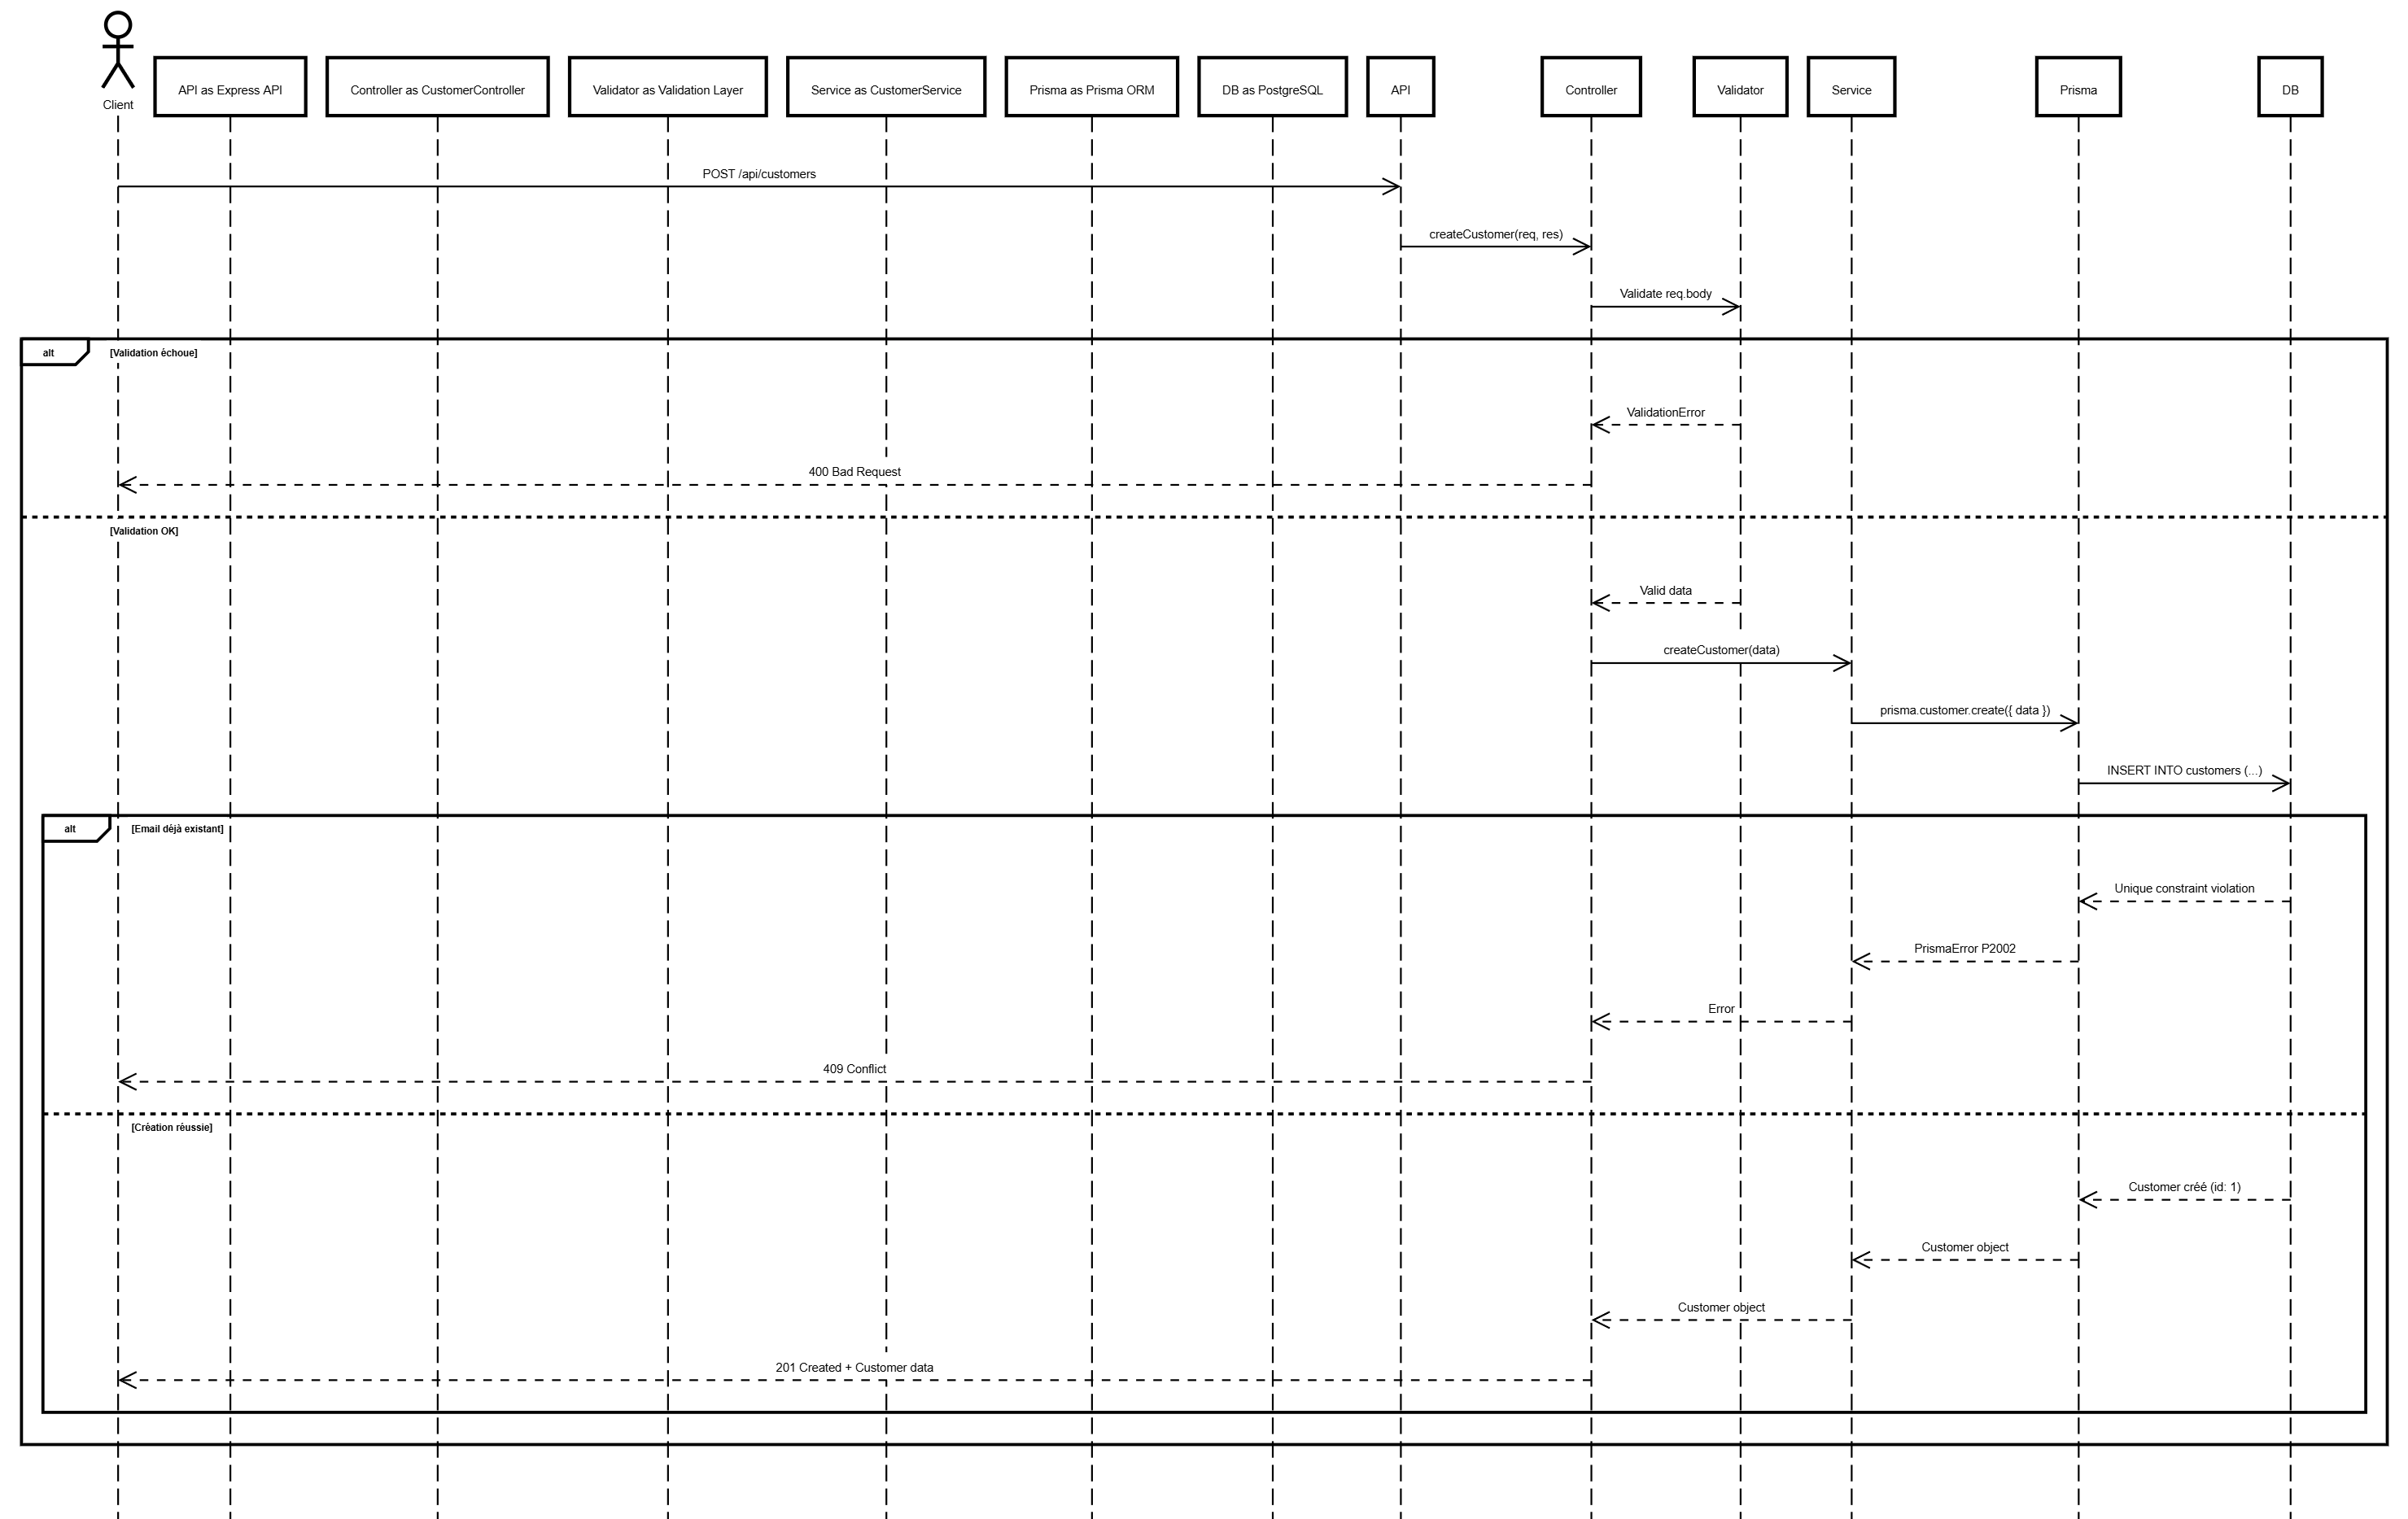 Client
API as Express API
Controller as CustomerController
Validator as Validation Layer
Service as CustomerService
Prisma as Prisma ORM
DB as PostgreSQL
API
Controller
Validator
Service
Prisma
DB
POST /api/customers
createCustomer(req, res)
Validate req.body
alt
[Validation échoue]
ValidationError
400 Bad Request
[Validation OK]
Valid data
createCustomer(data)
prisma.customer.create({ data })
INSERT INTO customers (...)
alt
[Email déjà existant]
Unique constraint violation
PrismaError P2002
Error
409 Conflict
[Création réussie]
Customer créé (id: 1)
Customer object
Customer object
201 Created + Customer data